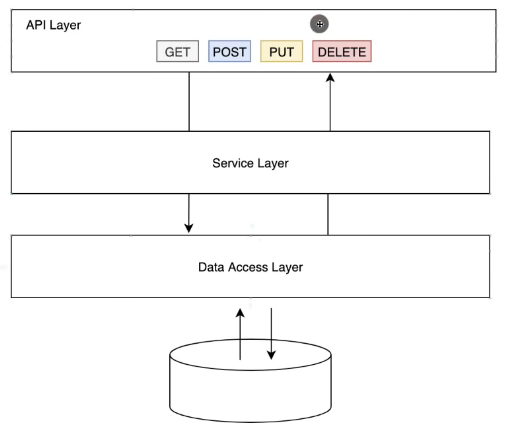 API Layer
GET POST PUT DELETE
Service Layer
Data Access Layer